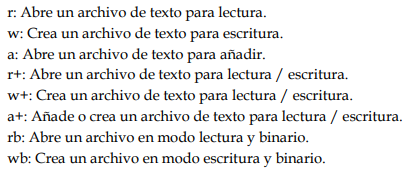 r: Abre un archivo de texto para lectura.
w: Crea un archivo de texto para escritura.
a: Abre un archivo de texto para añadir.
r+: Abre un archivo de texto para lectura / escritura.
w+: Crea un archivo de texto para lectura / escritura.
a+: Añade o crea un archivo de texto para lectura / escritura.
rb: Abre un archivo en modo lectura y binario.
wb: Crea un archivo en modo escritura y binario.